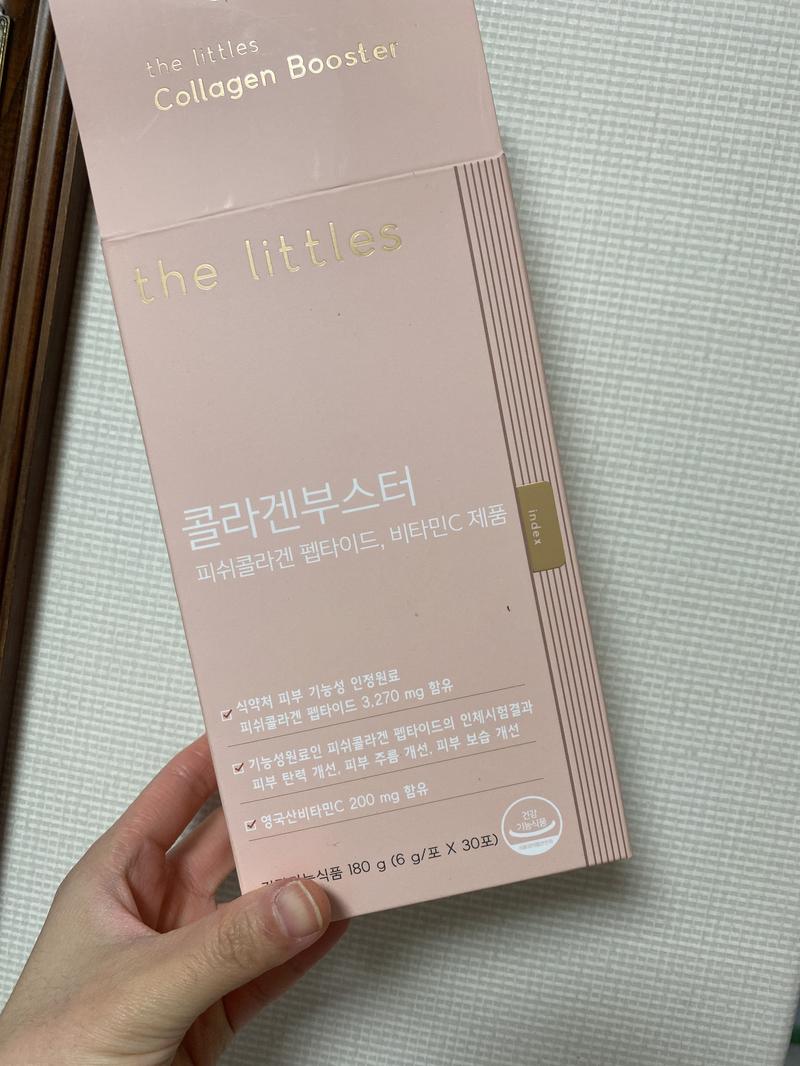 the littles
Collagen Booster
the littles
콜라겐부스터
피쉬콜라겐 펩타이드, 비타민C 제품
index
식약처 피부 기능성 인정원료
피쉬콜라겐 펩타이드 3,270 mg 함유
기능성원료인 피쉬콜라겐 펩타이드의 인체시험결과
피부 탄력 개선, 피부 주름 개선, 피부 보습 개선
영국산비타민C 200 mg 함유
건강
기능식품
180 g (6 g/포 X 30포)